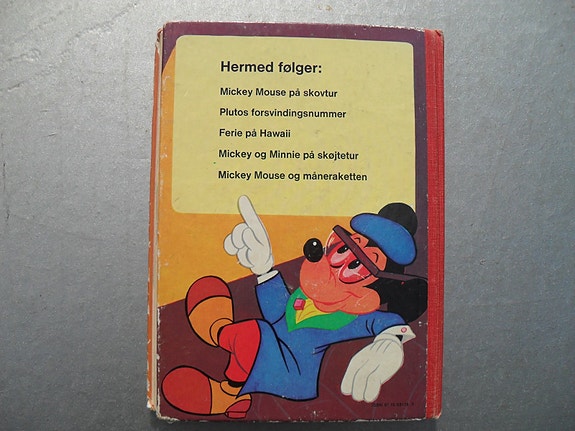 Hermed følger:
Mickey Mouse på skovtur
Plutos forsvindingsnummer
Ferie på Hawaii
Mickey og Minnie på skøjtetur
Mickey Mouse og måneraketten